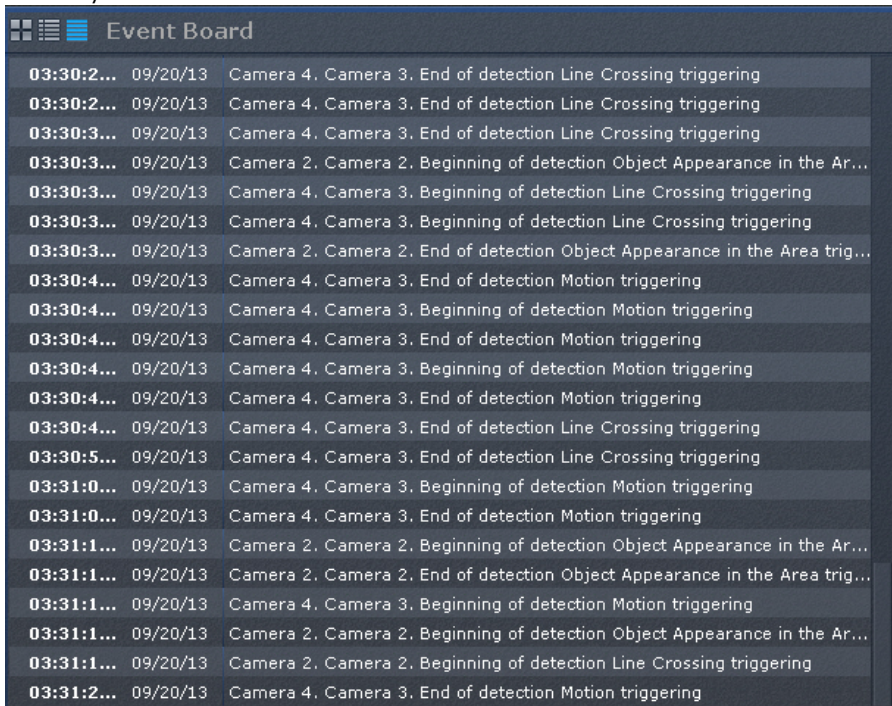 Event Board
03:30:2... 09/20/13 Camera 4. Camera 3. End of detection Line Crossing triggering
03:30:2... 09/20/13 Camera 4. Camera 3. End of detection Line Crossing triggering
03:30:3... 09/20/13 Camera 4. Camera 3. End of detection Line Crossing triggering
03:30:3... 09/20/13 Camera 2. Camera 2. Beginning of detection Object Appearance in the Ar...
03:30:3... 09/20/13 Camera 4. Camera 3. Beginning of detection Line Crossing triggering
03:30:3... 09/20/13 Camera 4. Camera 3. Beginning of detection Line Crossing triggering
03:30:3... 09/20/13 Camera 2. Camera 2. End of detection Object Appearance in the Area trig...
03:30:4... 09/20/13 Camera 4. Camera 3. End of detection Motion triggering
03:30:4... 09/20/13 Camera 4. Camera 3. Beginning of detection Motion triggering
03:30:4... 09/20/13 Camera 4. Camera 3. End of detection Motion triggering
03:30:4... 09/20/13 Camera 4. Camera 3. Beginning of detection Motion triggering
03:30:4... 09/20/13 Camera 4. Camera 3. End of detection Motion triggering
03:30:4... 09/20/13 Camera 4. Camera 3. End of detection Line Crossing triggering
03:30:5... 09/20/13 Camera 4. Camera 3. End of detection Line Crossing triggering
03:31:0... 09/20/13 Camera 4. Camera 3. Beginning of detection Motion triggering
03:31:0... 09/20/13 Camera 4. Camera 3. End of detection Motion triggering
03:31:1... 09/20/13 Camera 2. Camera 2. Beginning of detection Object Appearance in the Ar...
03:31:1... 09/20/13 Camera 2. Camera 2. End of detection Object Appearance in the Area trig...
03:31:1... 09/20/13 Camera 4. Camera 3. Beginning of detection Motion triggering
03:31:1... 09/20/13 Camera 2. Camera 2. Beginning of detection Object Appearance in the Ar...
03:31:1... 09/20/13 Camera 2. Camera 2. Beginning of detection Line Crossing triggering
03:31:2... 09/20/13 Camera 4. Camera 3. End of detection Motion triggering